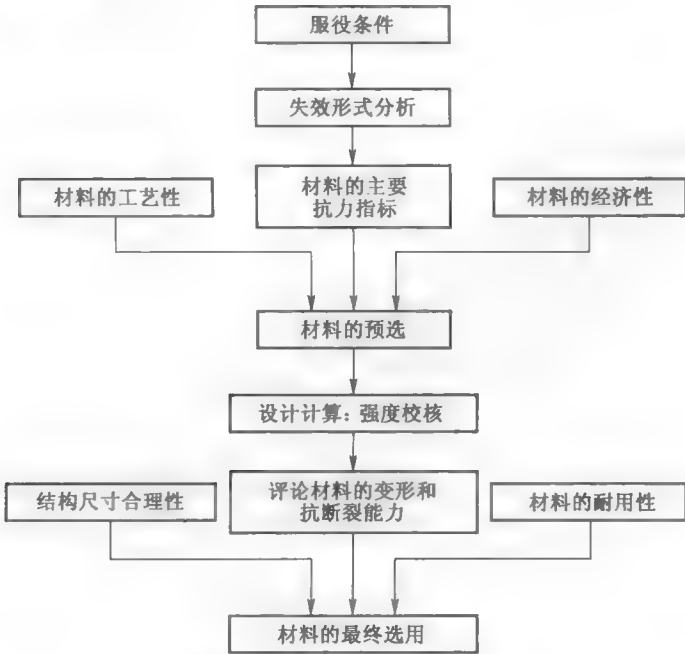 服役条件
失效形式分析
材料的工艺性
材料的主要
抗力指标
材料的经济性
材料的预选
设计计算：强度校核
结构尺寸合理性
评论材料的变形和
抗断裂能力
材料的耐用性
材料的最终选用